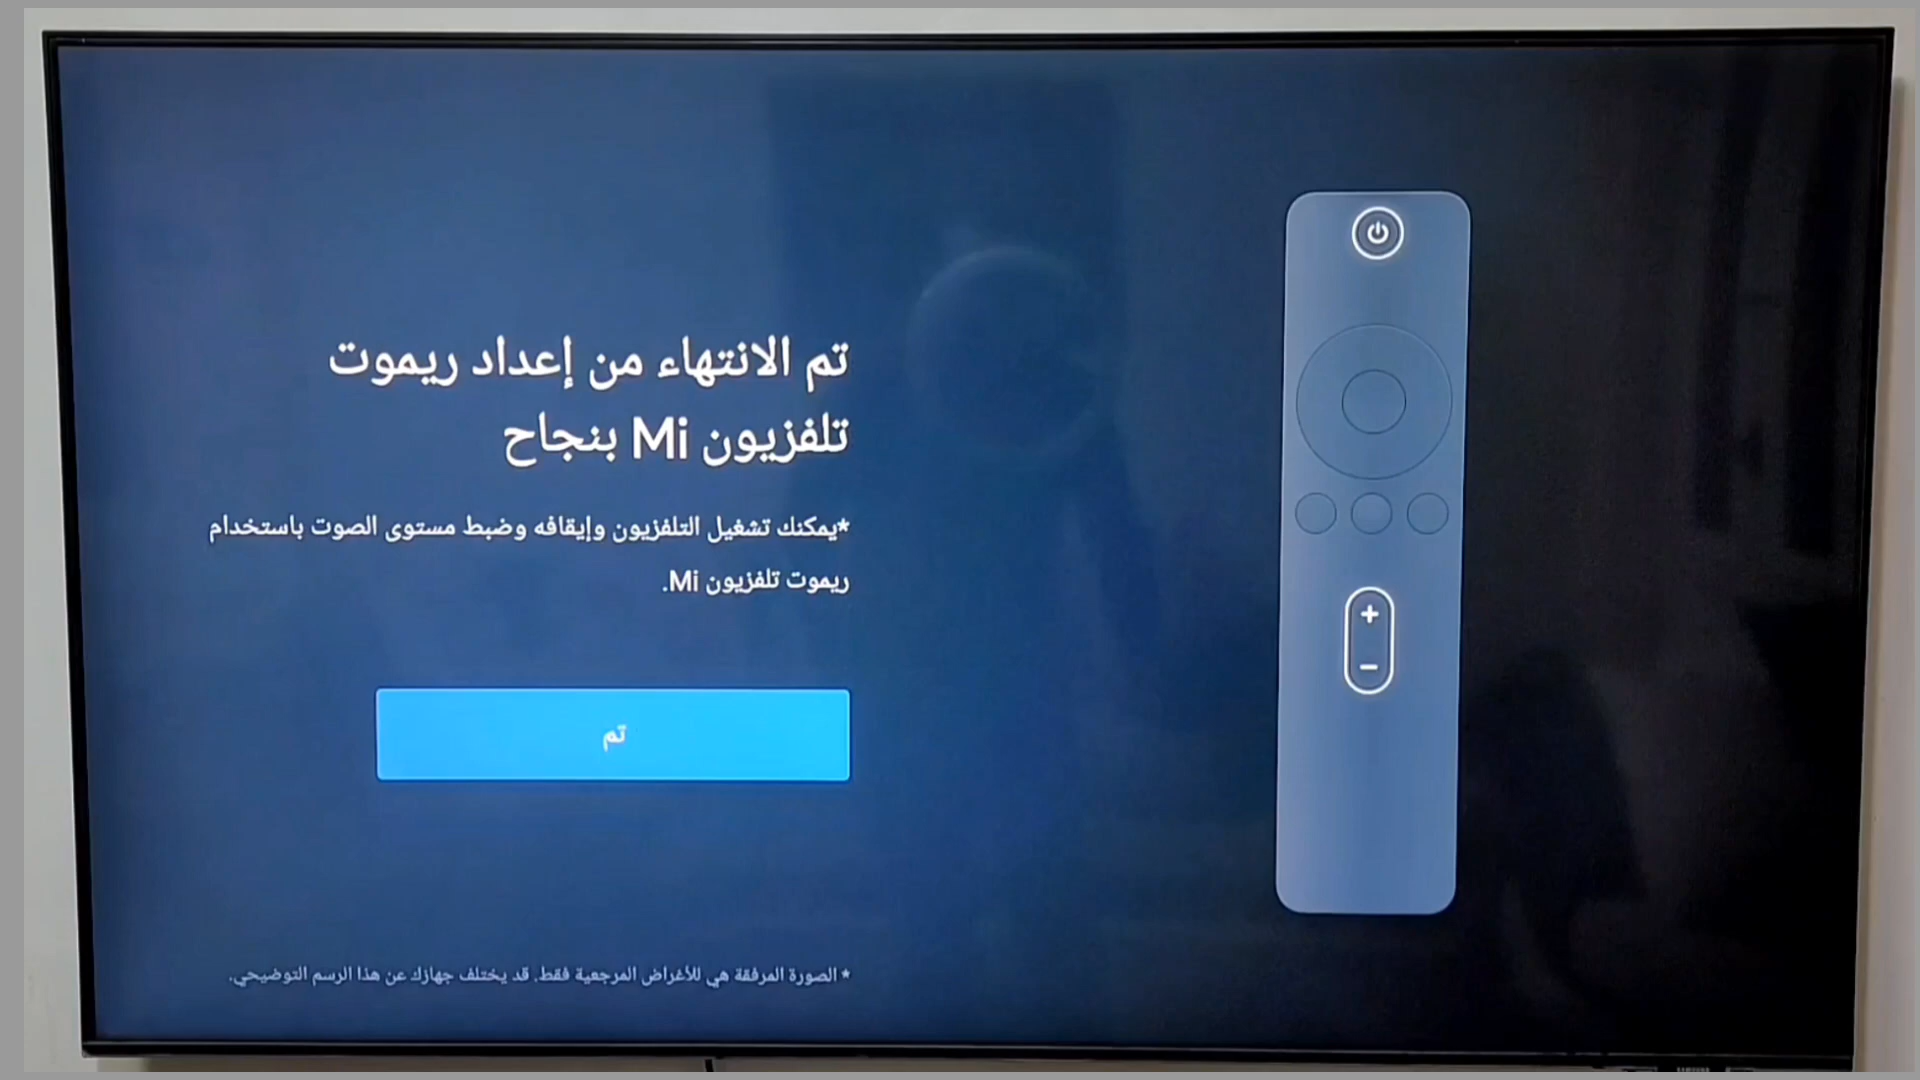 تم الانتهاء من إعداد ريموت
تلفزيون Mi بنجاح
*يمكنك تشغيل التلفزيون وإيقافه وضبط مستوى الصوت باستخدام
ريموت تلفزيون Mi.
تم
* الصورة المرفقة هي للأغراض المرجعية فقط. قد يختلف جهازك عن هذا الرسم التوضيحي.